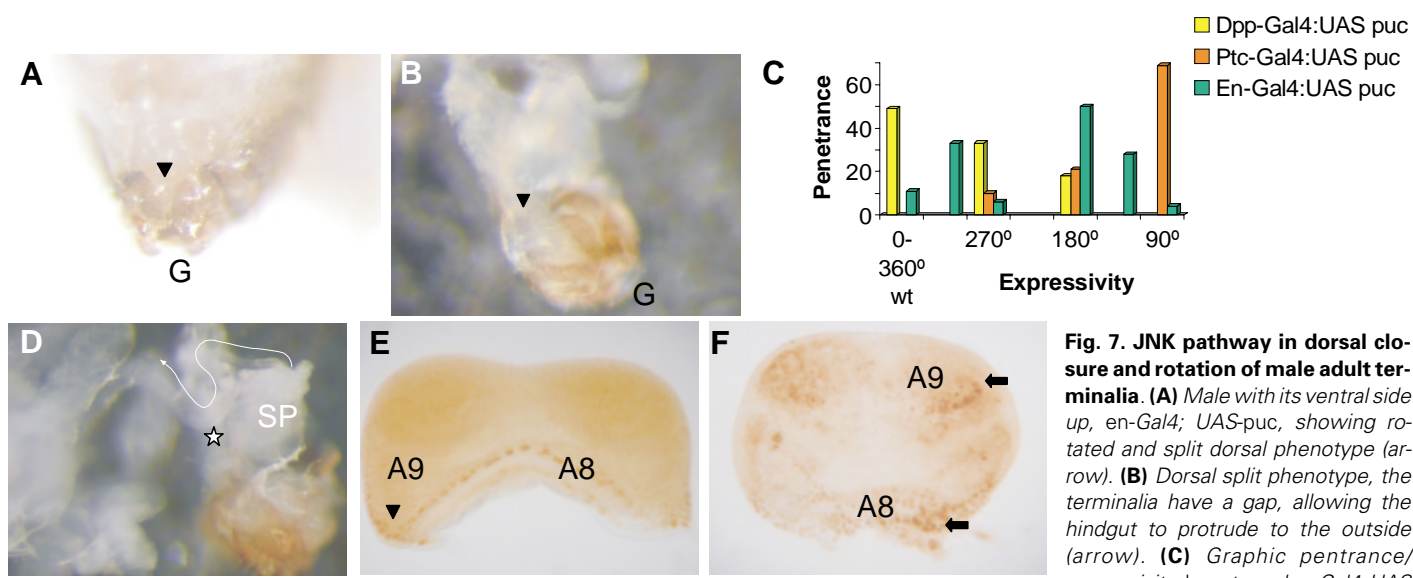 Dpp-Gal4:UAS puc
Ptc-Gal4:UAS puc
En-Gal4:UAS puc
A
G
B
G
C
Penetrance
60
40
20
0
0-
360º
wt
270º
180º
90º
Expressivity
D
SP
E
A9
A8
F
A9
A8
Fig. 7. JNK pathway in dorsal clo-
sure and rotation of male adult ter-
minalia. (A) Male with its ventral side
up, en-Gal4; UAS-puc, showing ro-
tated and split dorsal phenotype (ar-
row). (B) Dorsal split phenotype, the
terminalia have a gap, allowing the
hindgut to protrude to the outside
(arrow). (C) Graphic pentrance/